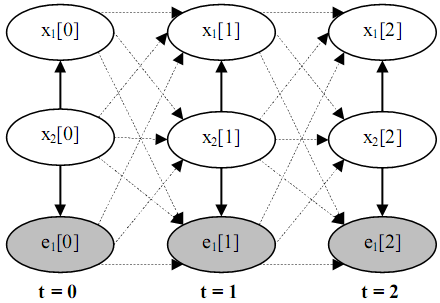 x₁[0] x₁[1] x₁[2]
x₂[0] x₂[1] x₂[2]
e₁[0] e₁[1] e₁[2]
t = 0 t = 1 t = 2